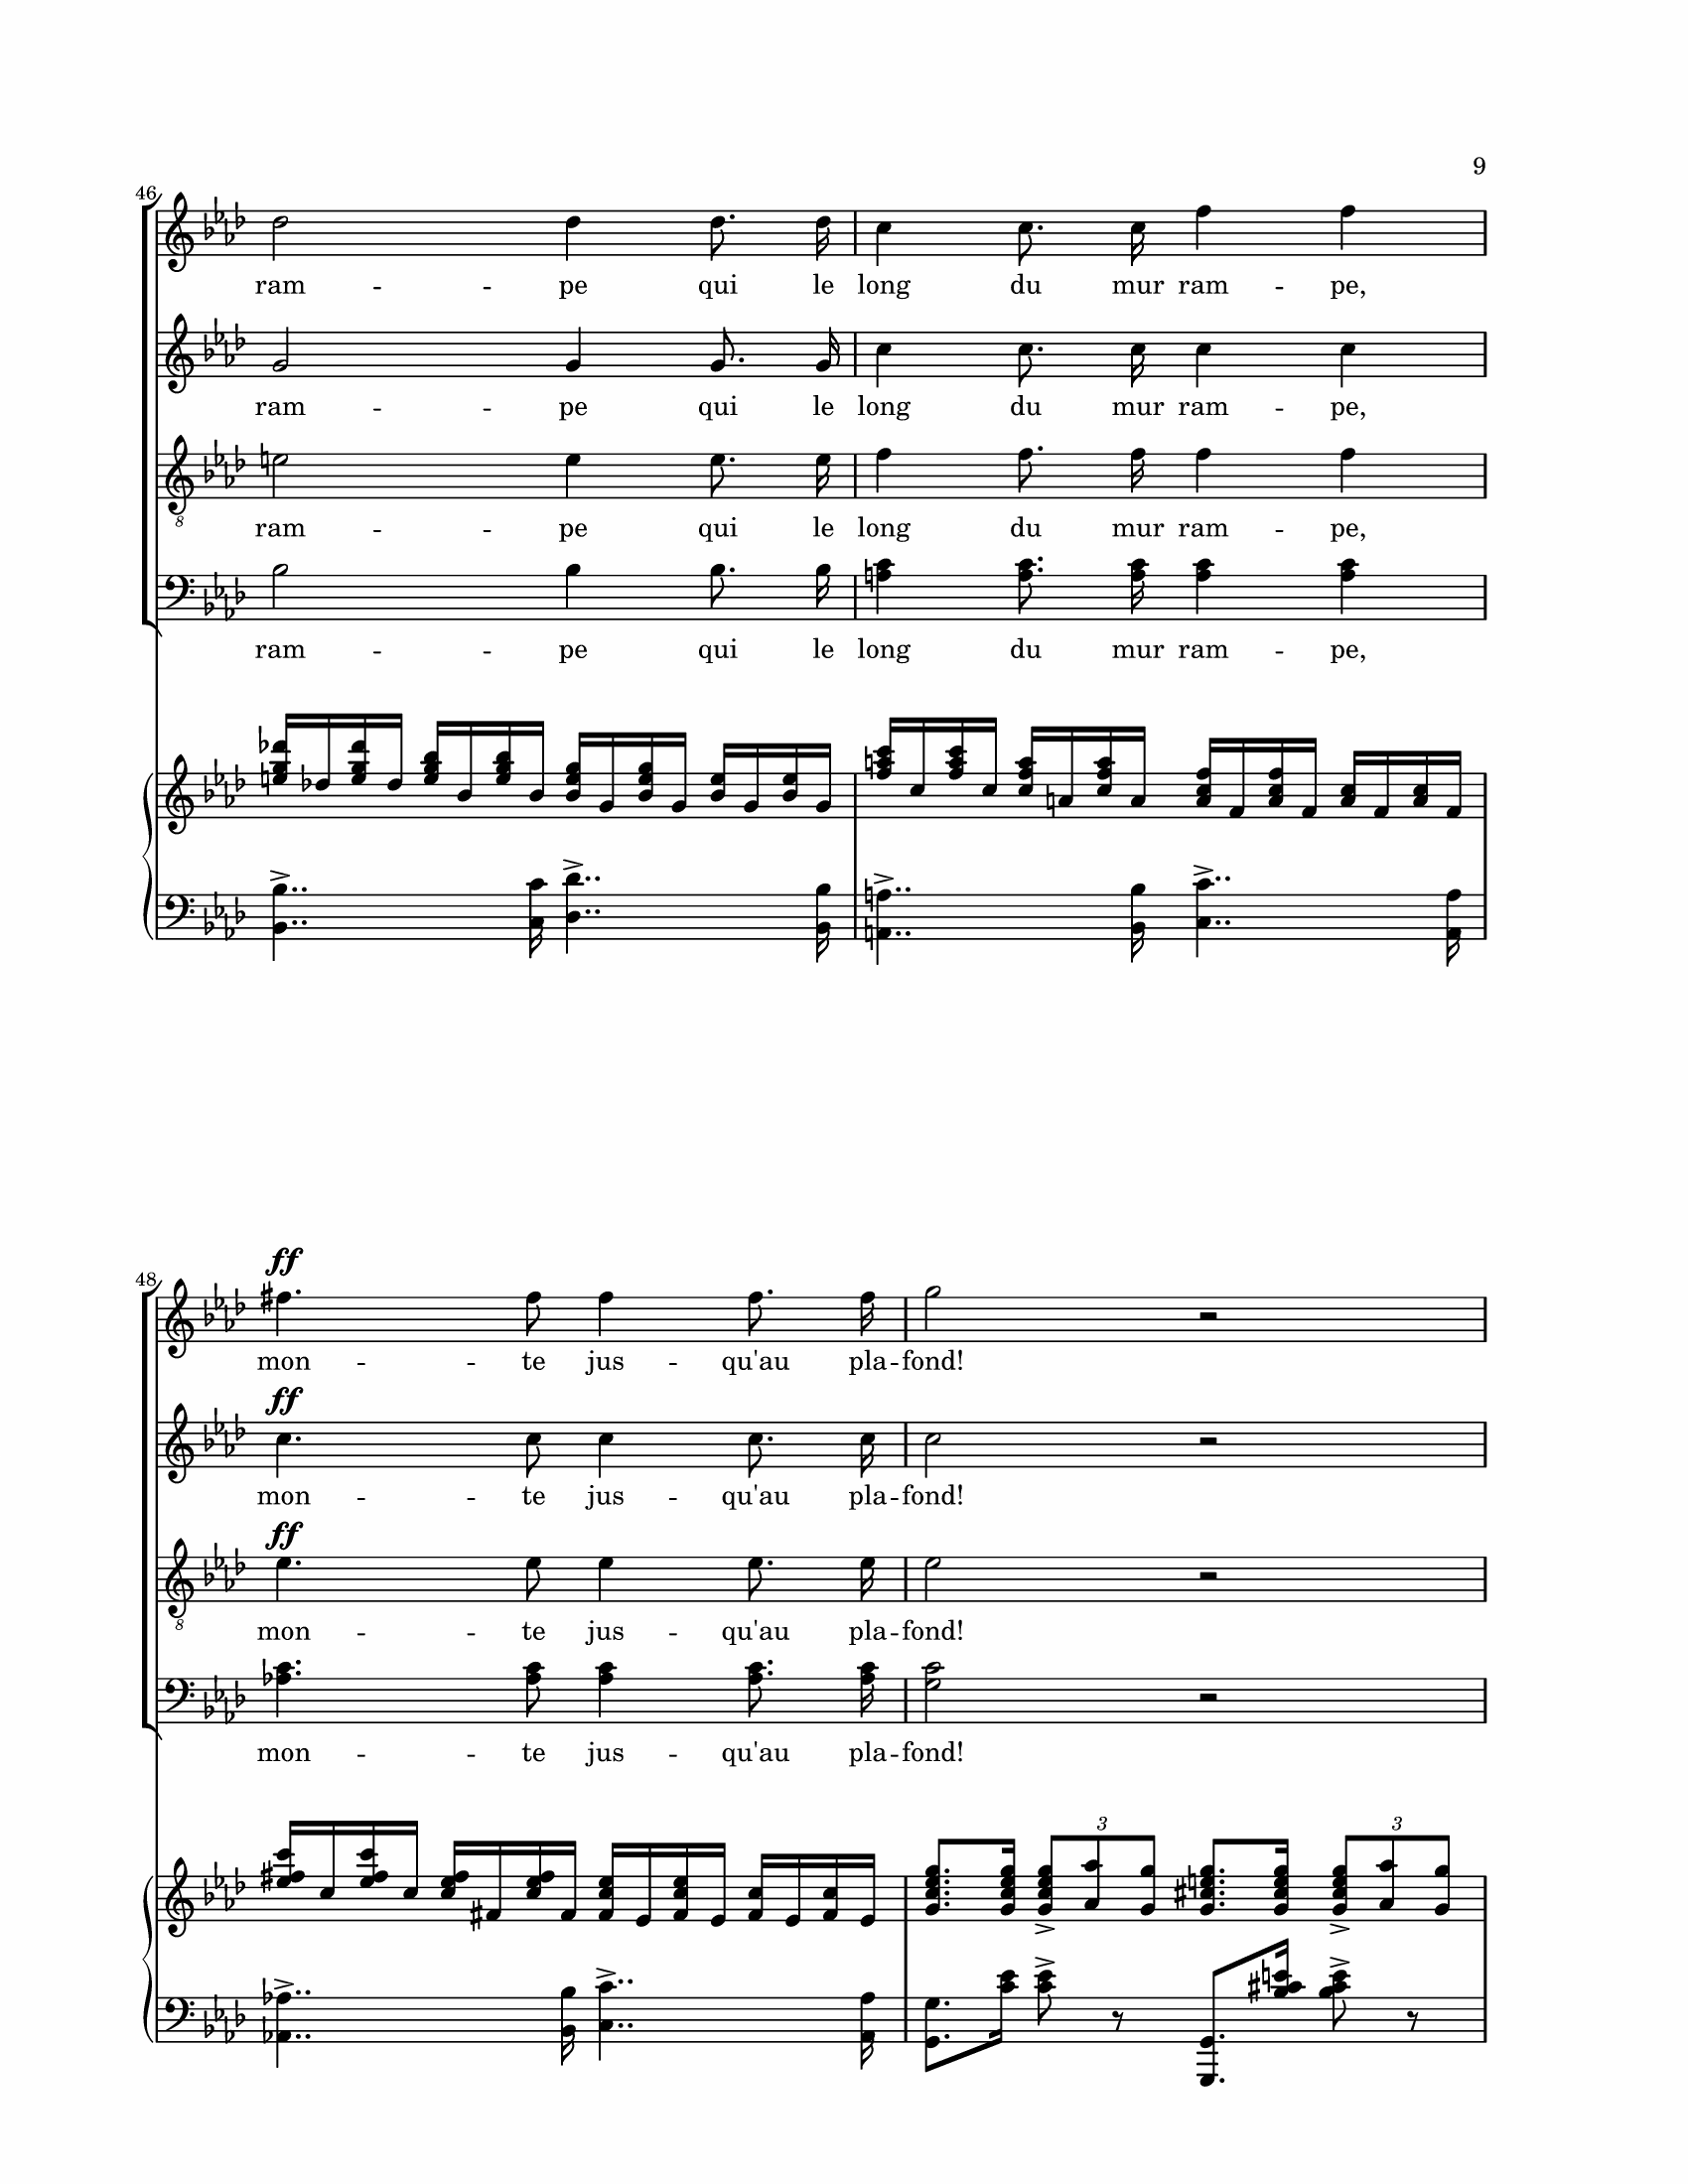 9
46
ram -- pe qui le long du mur ram -- pe,
ram -- pe qui le long du mur ram -- pe,
8
ram -- pe qui le long du mur ram -- pe,
ram -- pe qui le long du mur ram -- pe,
ff
48
mon -- te jus -- qu'au pla -- fond!
ff
mon -- te jus -- qu'au pla -- fond!
ff
8
mon -- te jus -- qu'au pla -- fond!
mon -- te jus -- qu'au pla -- fond!
3 3